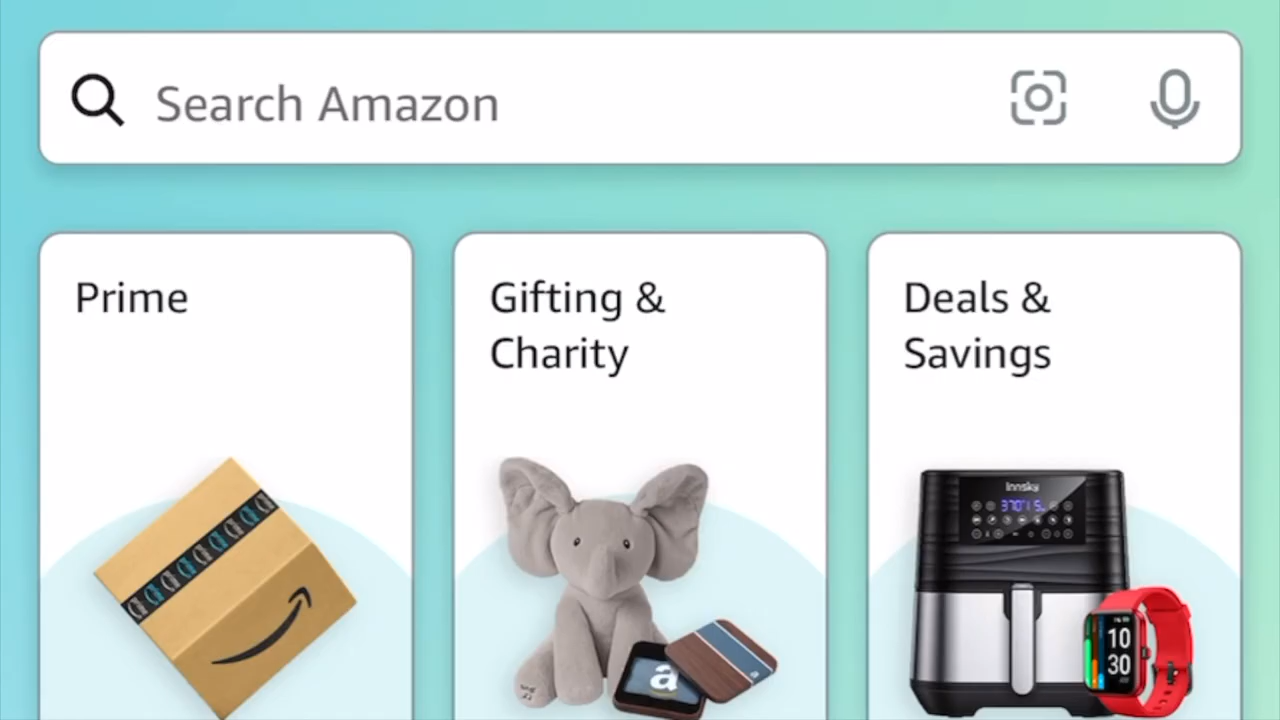 Search Amazon
Prime
Gifting &
Charity
Deals &
Savings
Innsky
a
10
30